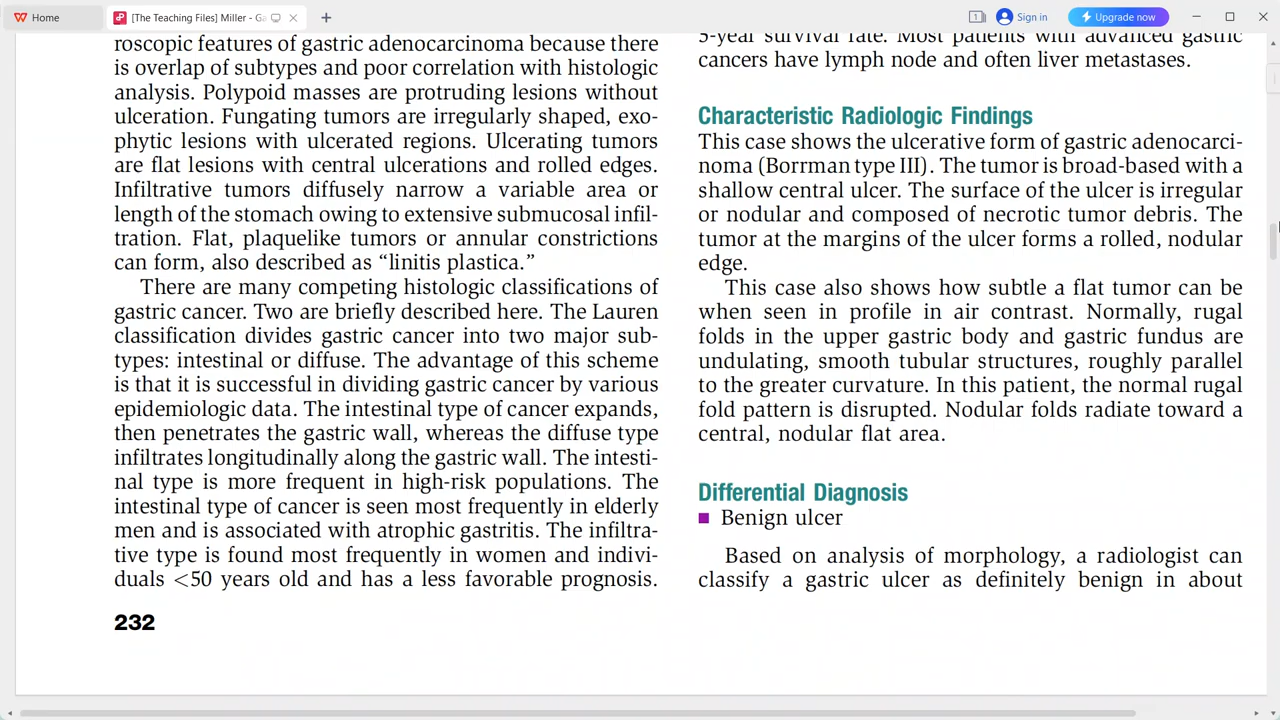 Home
[The Teaching Files] Miller - Ga
Sign in
Upgrade now
roscopic features of gastric adenocarcinoma because there
is overlap of subtypes and poor correlation with histologic
analysis. Polypoid masses are protruding lesions without
ulceration. Fungating tumors are irregularly shaped, exo-
phytic lesions with ulcerated regions. Ulcerating tumors
are flat lesions with central ulcerations and rolled edges.
Infiltrative tumors diffusely narrow a variable area or
length of the stomach owing to extensive submucosal infil-
tration. Flat, plaquelike tumors or annular constrictions
can form, also described as “linitis plastica.”
There are many competing histologic classifications of
gastric cancer. Two are briefly described here. The Lauren
classification divides gastric cancer into two major sub-
types: intestinal or diffuse. The advantage of this scheme
is that it is successful in dividing gastric cancer by various
epidemiologic data. The intestinal type of cancer expands,
then penetrates the gastric wall, whereas the diffuse type
infiltrates longitudinally along the gastric wall. The intesti-
nal type is more frequent in high-risk populations. The
intestinal type of cancer is seen most frequently in elderly
men and is associated with atrophic gastritis. The infiltra-
tive type is found most frequently in women and indivi-
duals <50 years old and has a less favorable prognosis.
232
5-year survival rate. Most patients with advanced gastric
cancers have lymph node and often liver metastases.
Characteristic Radiologic Findings
This case shows the ulcerative form of gastric adenocarci-
noma (Borrman type III). The tumor is broad-based with a
shallow central ulcer. The surface of the ulcer is irregular
or nodular and composed of necrotic tumor debris. The
tumor at the margins of the ulcer forms a rolled, nodular
edge.
This case also shows how subtle a flat tumor can be
when seen in profile in air contrast. Normally, rugal
folds in the upper gastric body and gastric fundus are
undulating, smooth tubular structures, roughly parallel
to the greater curvature. In this patient, the normal rugal
fold pattern is disrupted. Nodular folds radiate toward a
central, nodular flat area.
Differential Diagnosis
■ Benign ulcer
Based on analysis of morphology, a radiologist can
classify a gastric ulcer as definitely benign in about